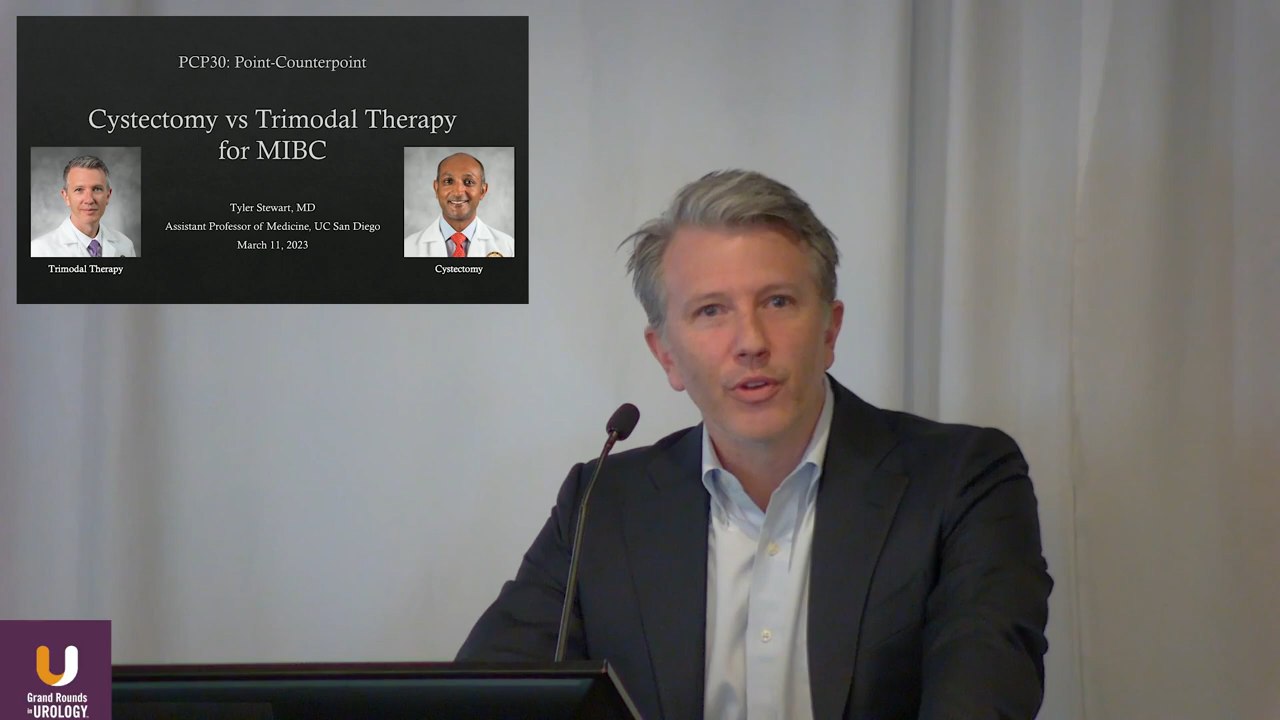 PCP30: Point-Counterpoint
Cystectomy vs Trimodal Therapy
for MIBC
Tyler Stewart, MD
Assistant Professor of Medicine, UC San Diego
March 11, 2023
Trimodal Therapy
Cystectomy
Grand Rounds
in UROLOGY